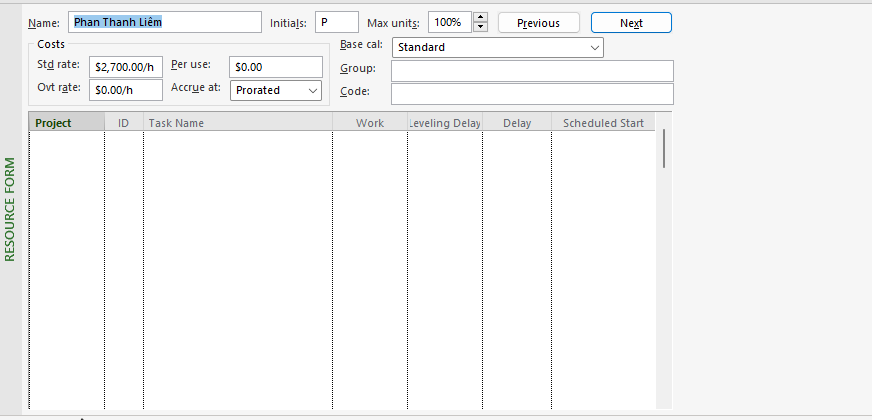 Name: Phan Thanh Liêm Initials: P Max units: 100% Previous Next
Costs Base cal: Standard
Std rate: $2,700.00/h Per use: $0.00 Group:
Ovt rate: $0.00/h Accrue at: Prorated Code:
Project ID Task Name Work Leveling Delay Delay Scheduled Start
RESOURCE FORM